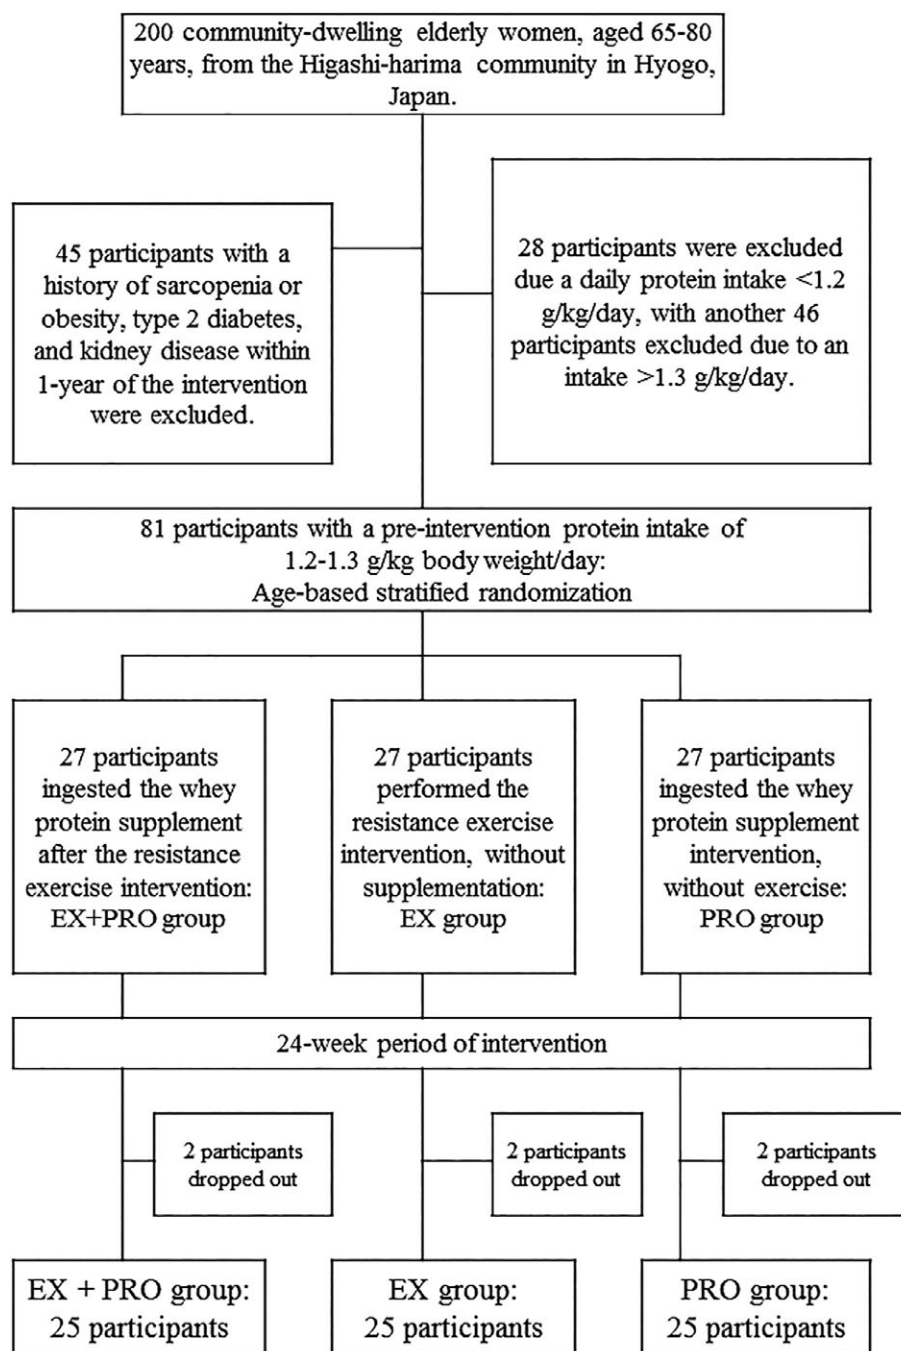 200 community-dwelling elderly women, aged 65-80
years, from the Higashi-harima community in Hyogo,
Japan.
45 participants with a
history of sarcopenia or
obesity, type 2 diabetes,
and kidney disease within
1-year of the intervention
were excluded.
28 participants were excluded
due a daily protein intake <1.2
g/kg/day, with another 46
participants excluded due to an
intake >1.3 g/kg/day.
81 participants with a pre-intervention protein intake of
1.2-1.3 g/kg body weight/day:
Age-based stratified randomization
27 participants
ingested the whey
protein supplement
after the resistance
exercise intervention:
EX+PRO group
27 participants
performed the
resistance exercise
intervention, without
supplementation:
EX group
27 participants
ingested the whey
protein supplement
intervention,
without exercise:
PRO group
24-week period of intervention
2 participants
dropped out
2 participants
dropped out
2 participants
dropped out
EX + PRO group:
25 participants
EX group:
25 participants
PRO group:
25 participants